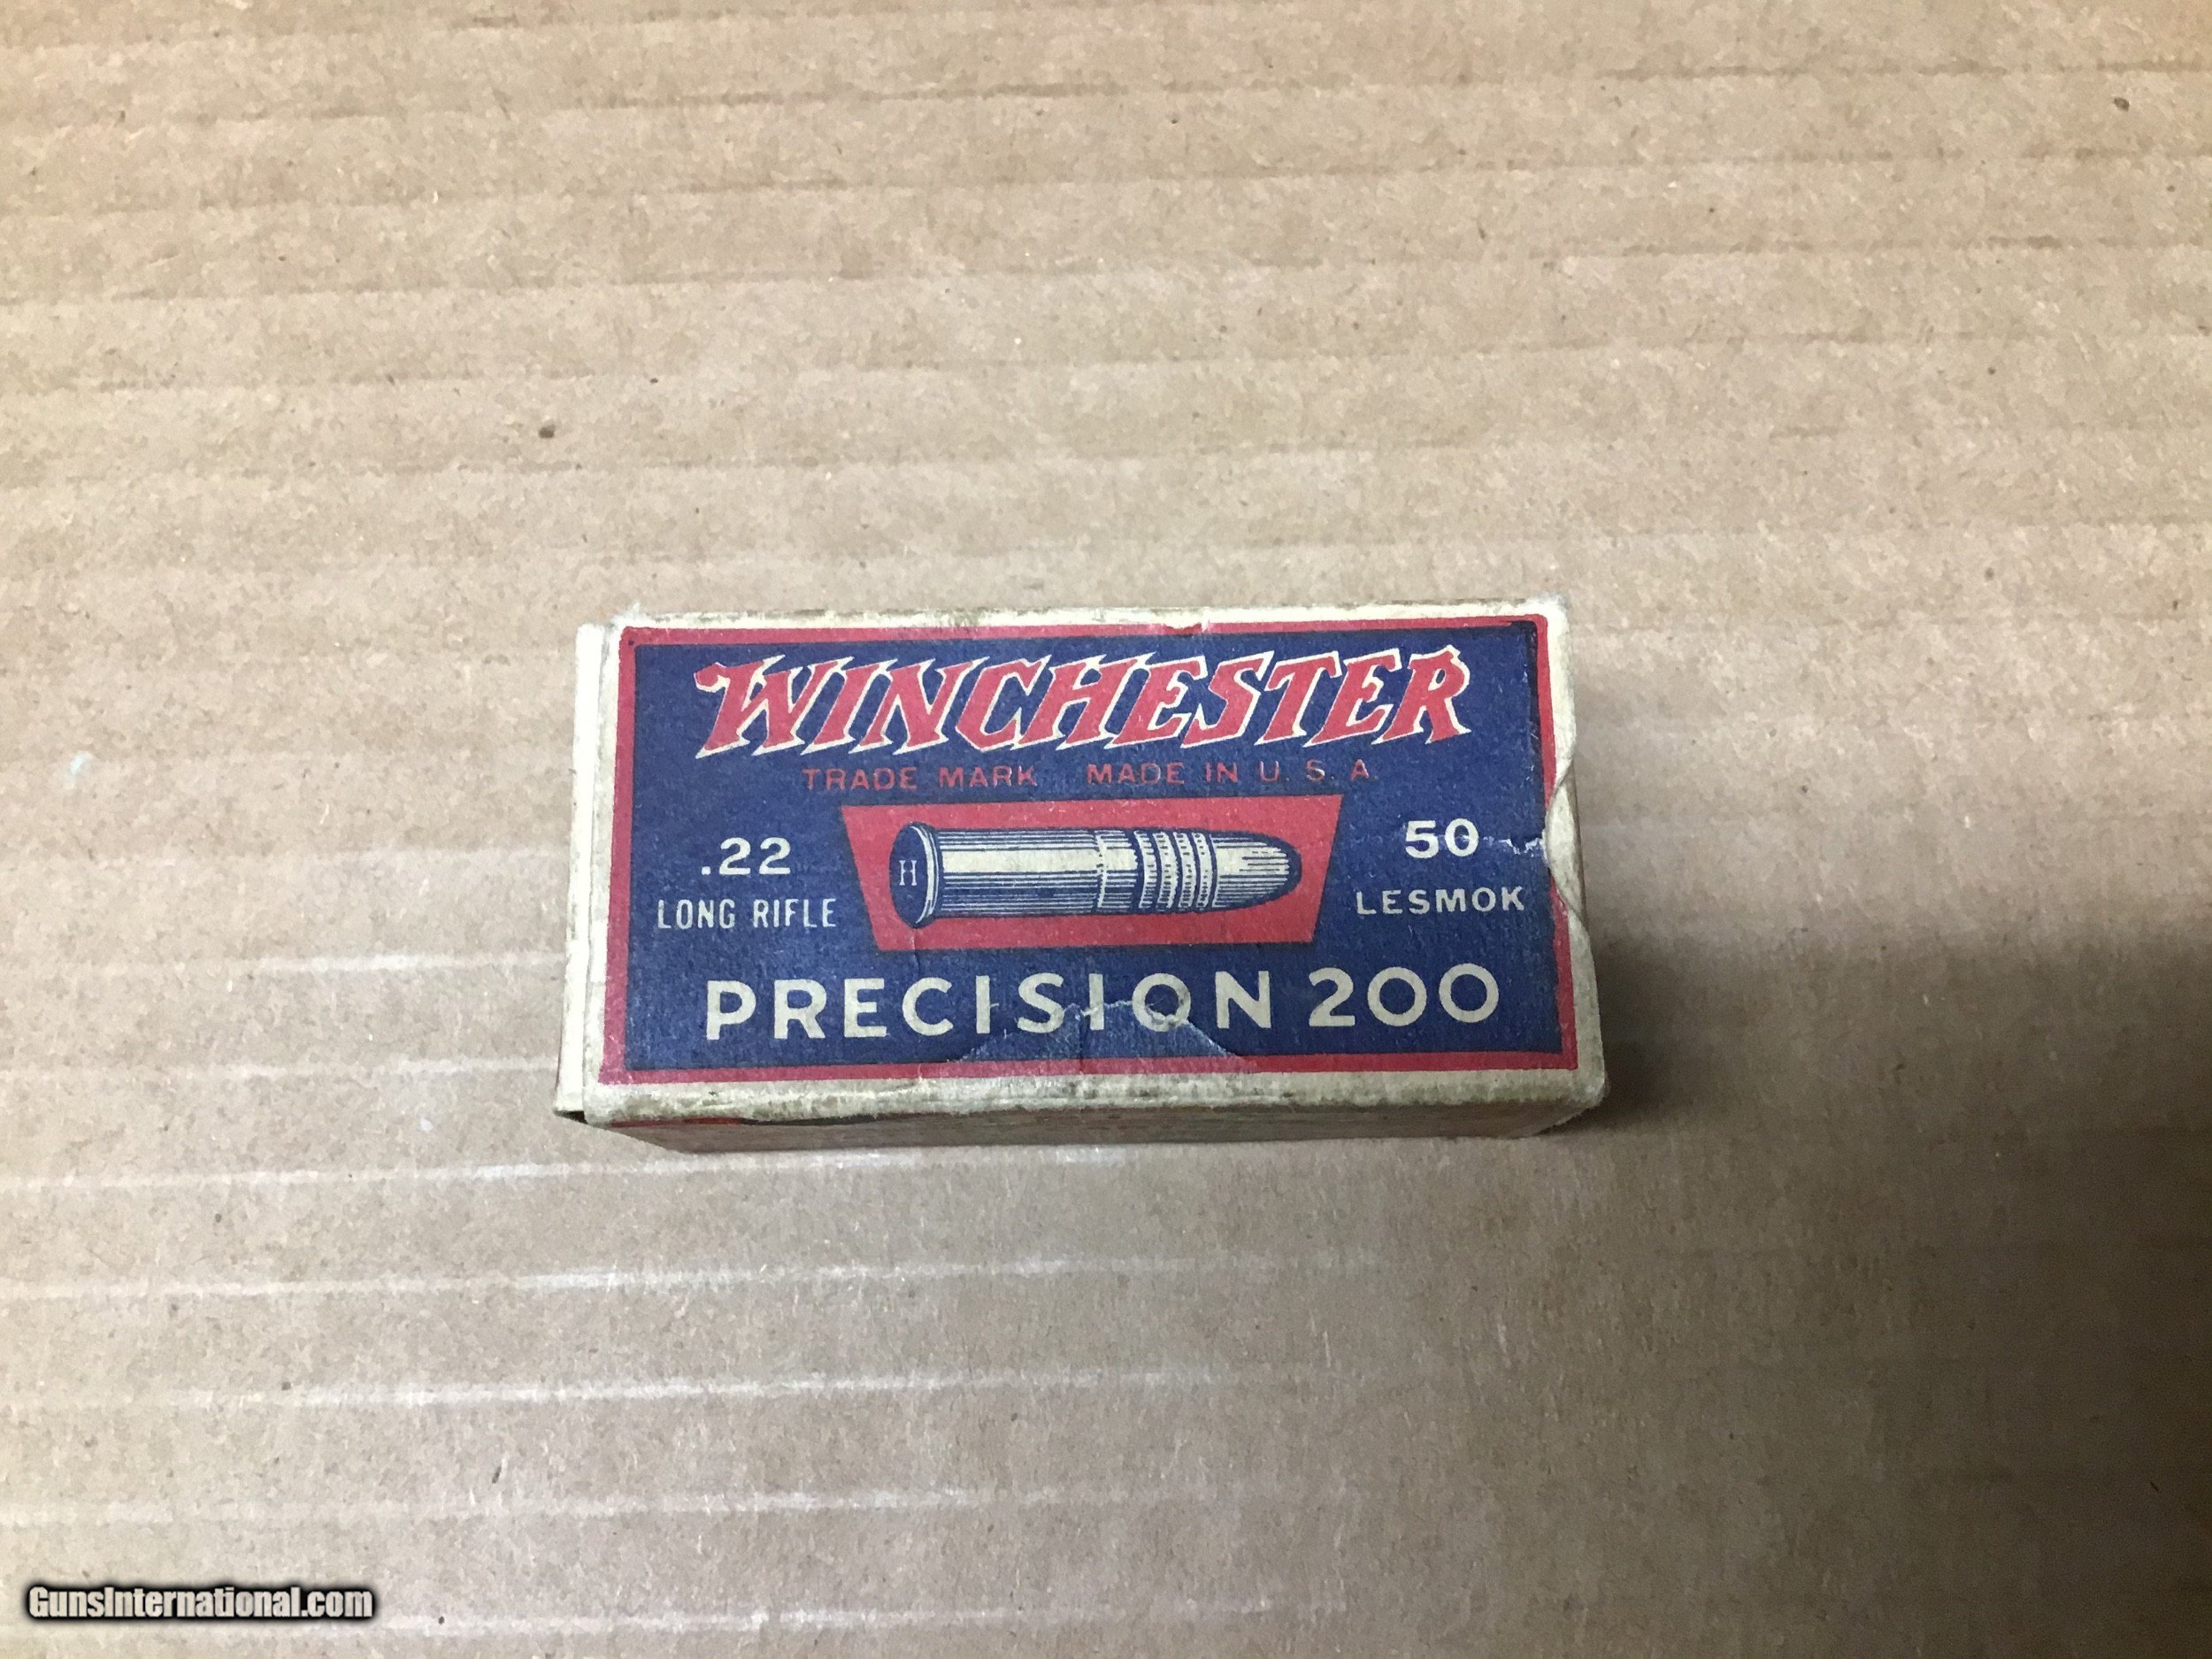 WINCHESTER
TRADE MARK MADE IN U. S. A.
.22
LONG RIFLE
H
50
LESMOK
PRECISION 200
GunsInternational.com